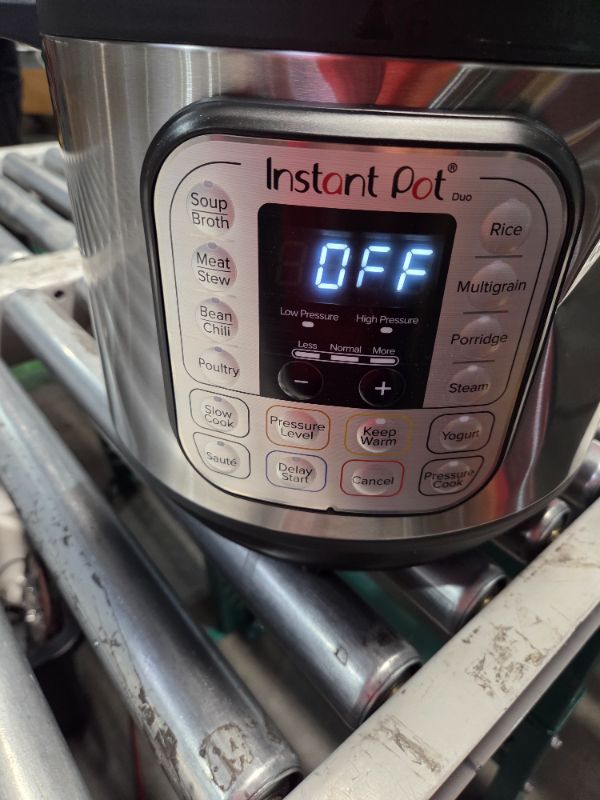 Instant Pot®
Duo
Soup
Broth
Meat
Stew
Bean
Chili
Poultry
OFF
Low Pressure High Pressure
Less Normal More
− +
Rice
Multigrain
Porridge
Steam
Slow
Cook
Pressure
Level
Keep
Warm
Yogurt
Sauté
Delay
Start
Cancel
Pressure
Cook